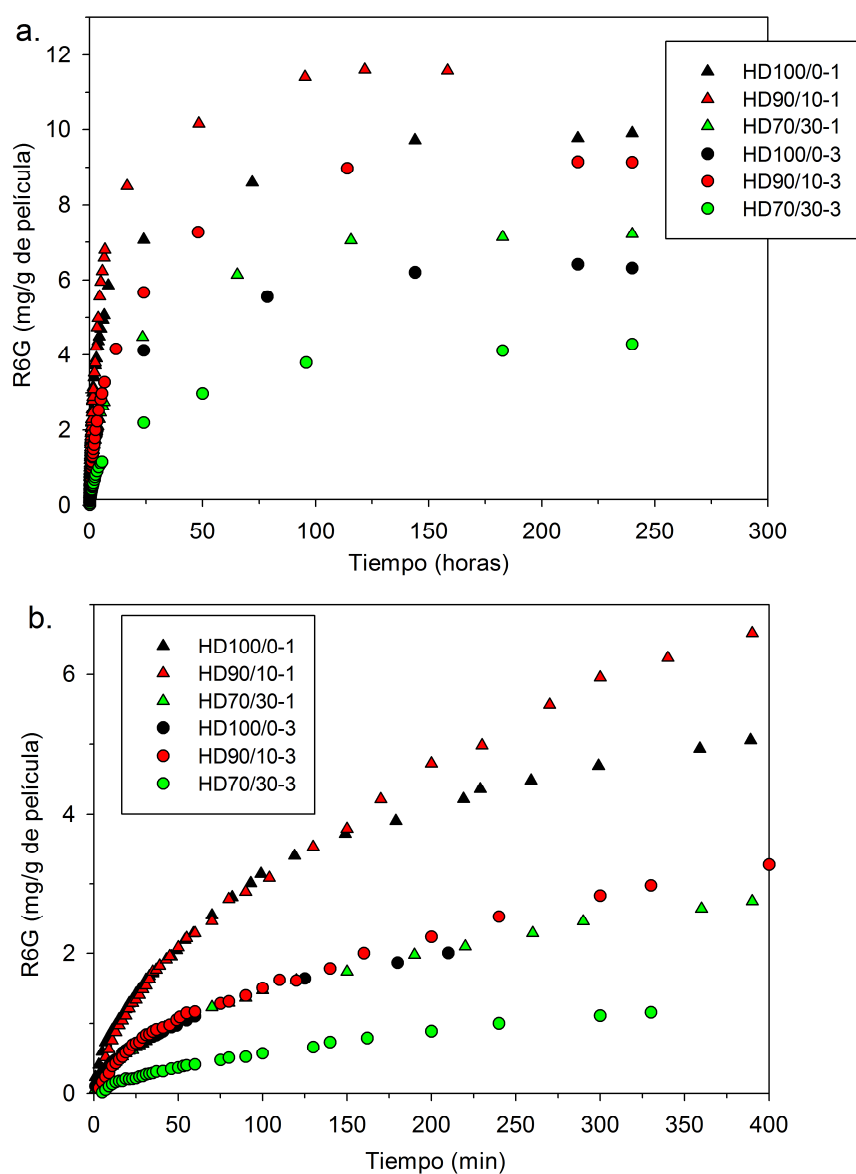 a.
R6G (mg/g de película)
12
10
8
6
4
2
0
0 50 100 150 200 250 300
Tiempo (horas)
HD100/0-1
HD90/10-1
HD70/30-1
HD100/0-3
HD90/10-3
HD70/30-3
b.
R6G (mg/g de película)
6
4
2
0
0 50 100 150 200 250 300 350 400
Tiempo (min)
HD100/0-1
HD90/10-1
HD70/30-1
HD100/0-3
HD90/10-3
HD70/30-3